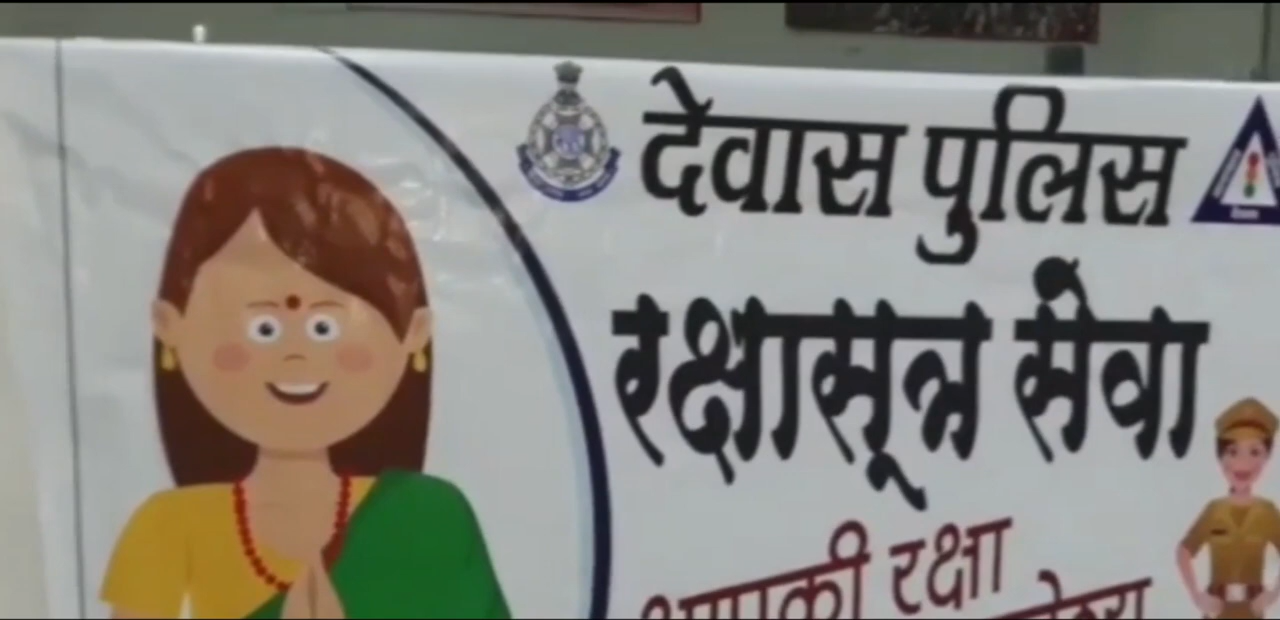 देवास पुलिस
रक्षासूत्र सेवा
आपकी रक्षा